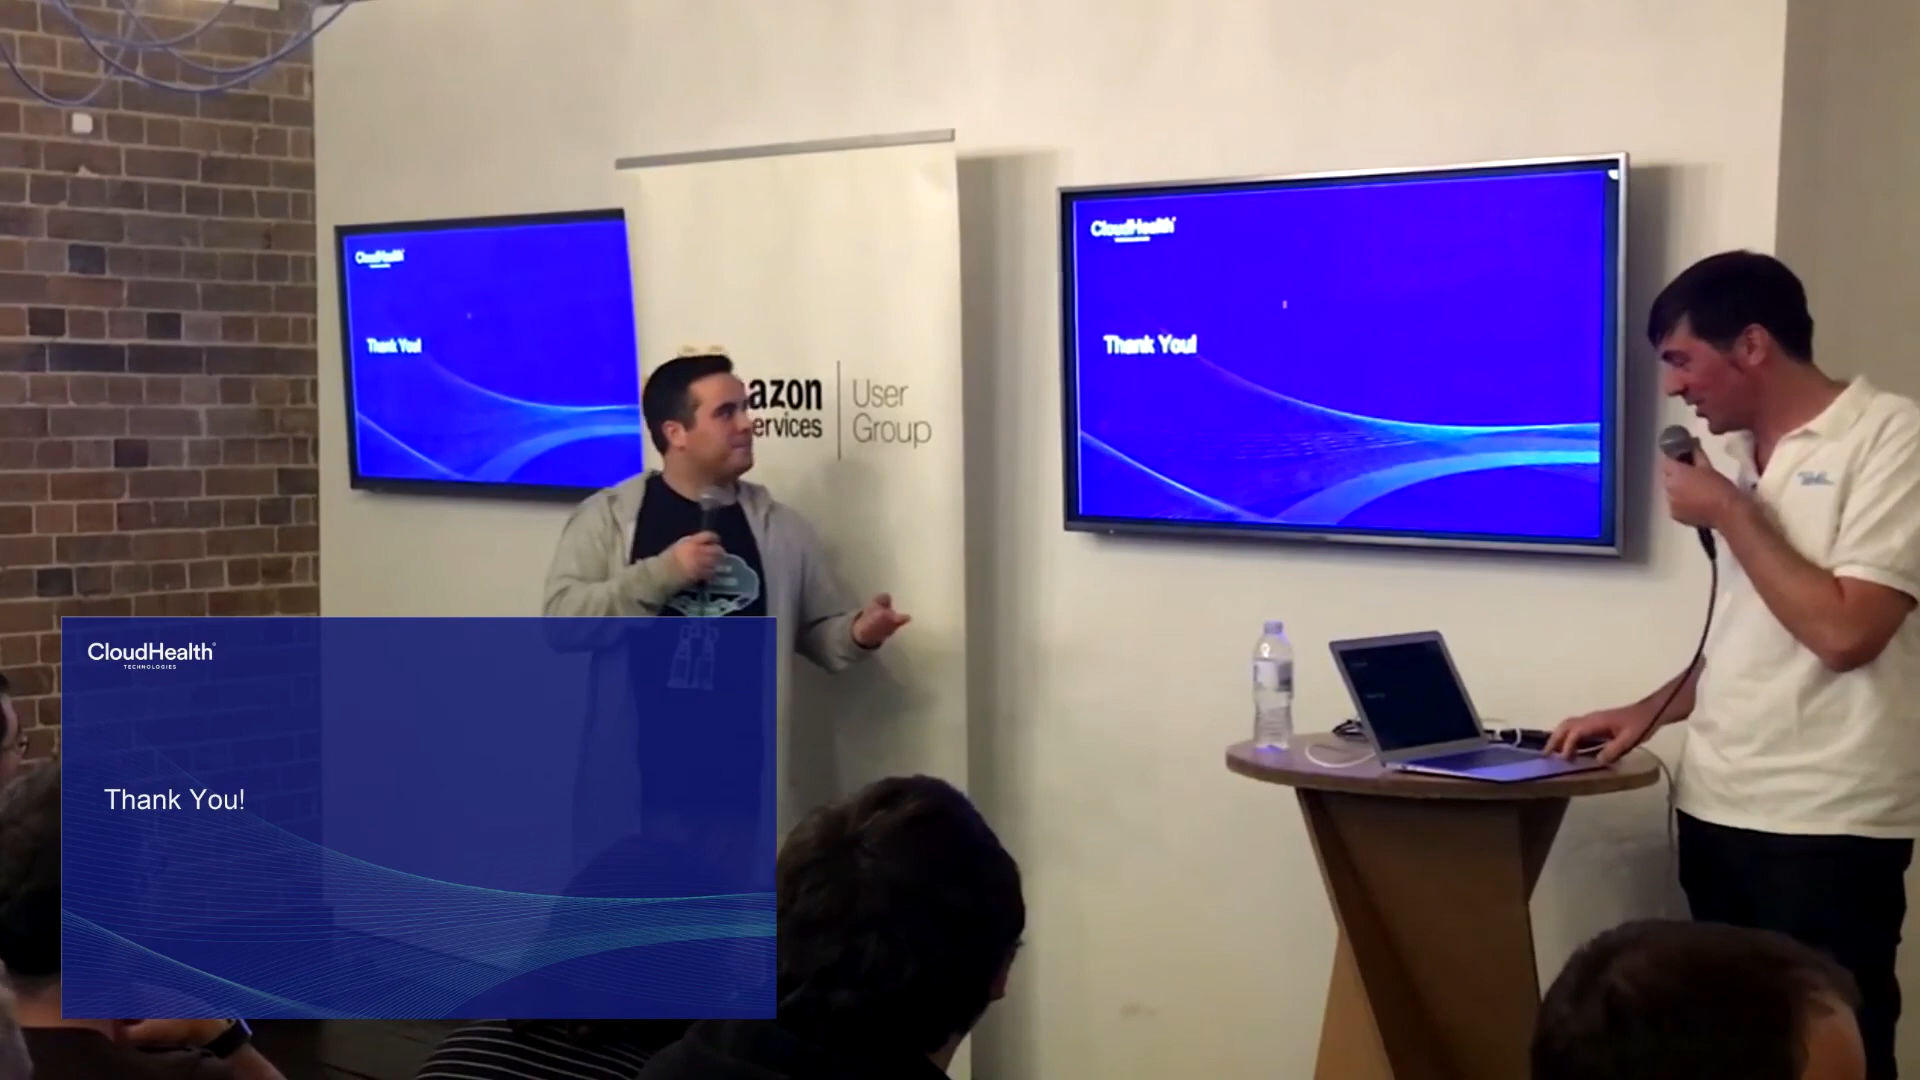 CloudHealth
Thank You!
azon
ervices
User
Group
CloudHealth
Thank You!
CloudHealth®
TECHNOLOGIES
Thank You!